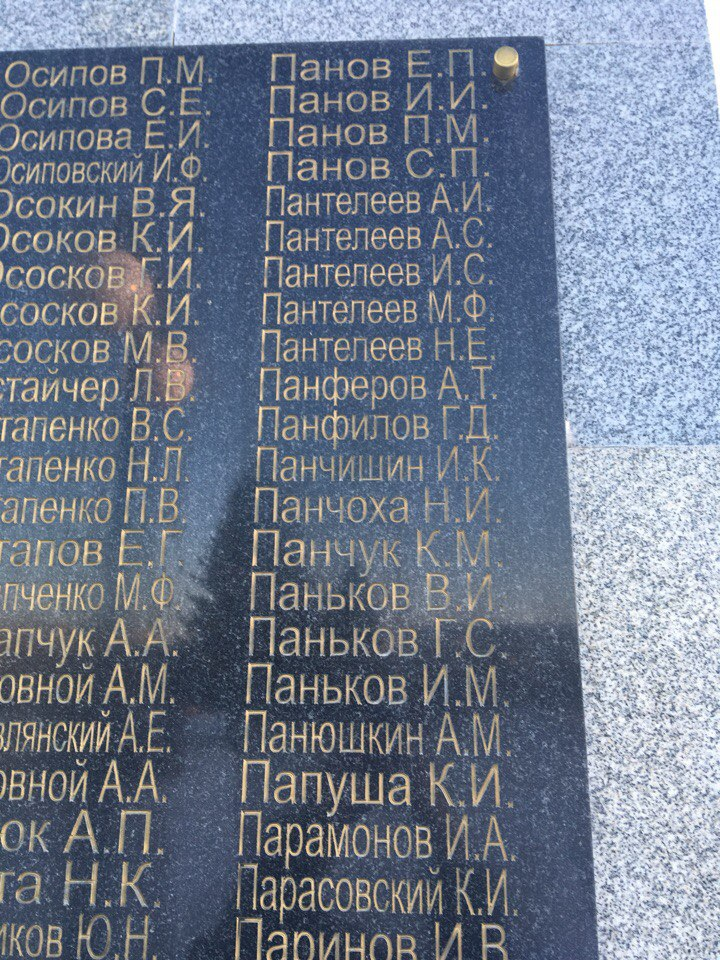 Осипов П.М.
Осипов С.Е.
Осипова Е.И.
Осиповский И.Ф.
Осокин В.Я.
Осоков К.И.
Ососков Г.И.
сосков К.И.
сосков М.В.
стайчер Л.В.
тапенко В.С.
тапенко Н.Л.
тапенко П.В.
тапов Е.Г.
пченко М.Ф.
апчук А.А.
овной А.М.
влянский А.Е.
овной А.А.
юк А.П.
та Н.К.
иков Ю.Н.
Панов Е.П.
Панов И.И.
Панов П.М.
Панов С.П.
Пантелеев А.И.
Пантелеев А.С.
Пантелеев И.С.
Пантелеев М.Ф.
Пантелеев Н.Е.
Панферов А.Т.
Панфилов Г.Д.
Панчишин И.К.
Панчоха Н.И.
Панчук К.М.
Паньков В.И.
Паньков Г.С.
Паньков И.М.
Панюшкин А.М.
Папуша К.И.
Парамонов И.А.
Парасовский К.И.
Паринов И.В.